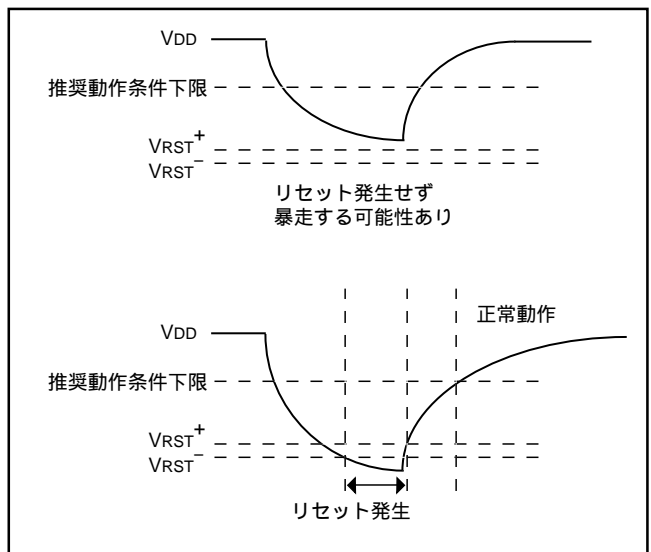 VDD
推奨動作条件下限
VRST+
VRST−
リセット発生せず
暴走する可能性あり
正常動作
VDD
推奨動作条件下限
VRST+
VRST−
リセット発生